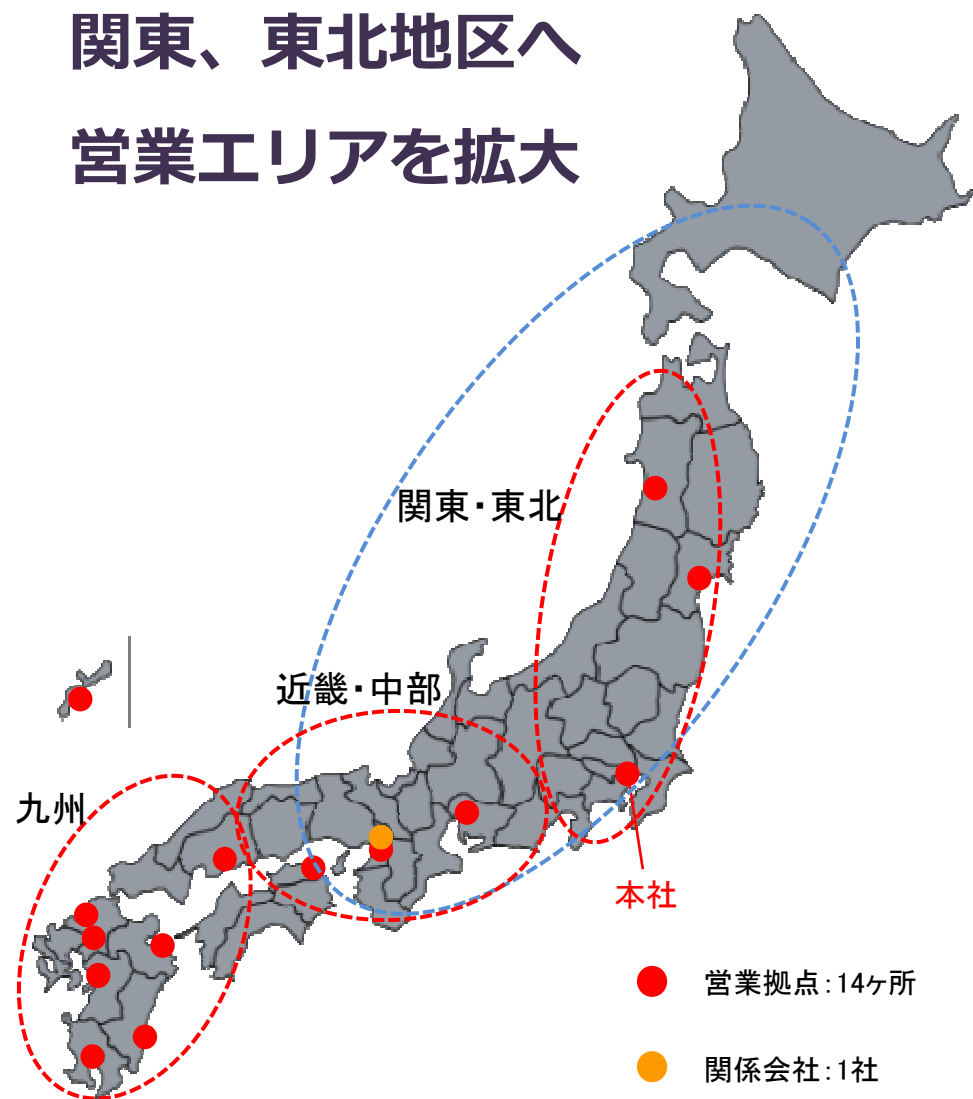 関東、東北地区へ
営業エリアを拡大
関東・東北
近畿・中部
九州
本社
営業拠点：14ヶ所
関係会社：1社